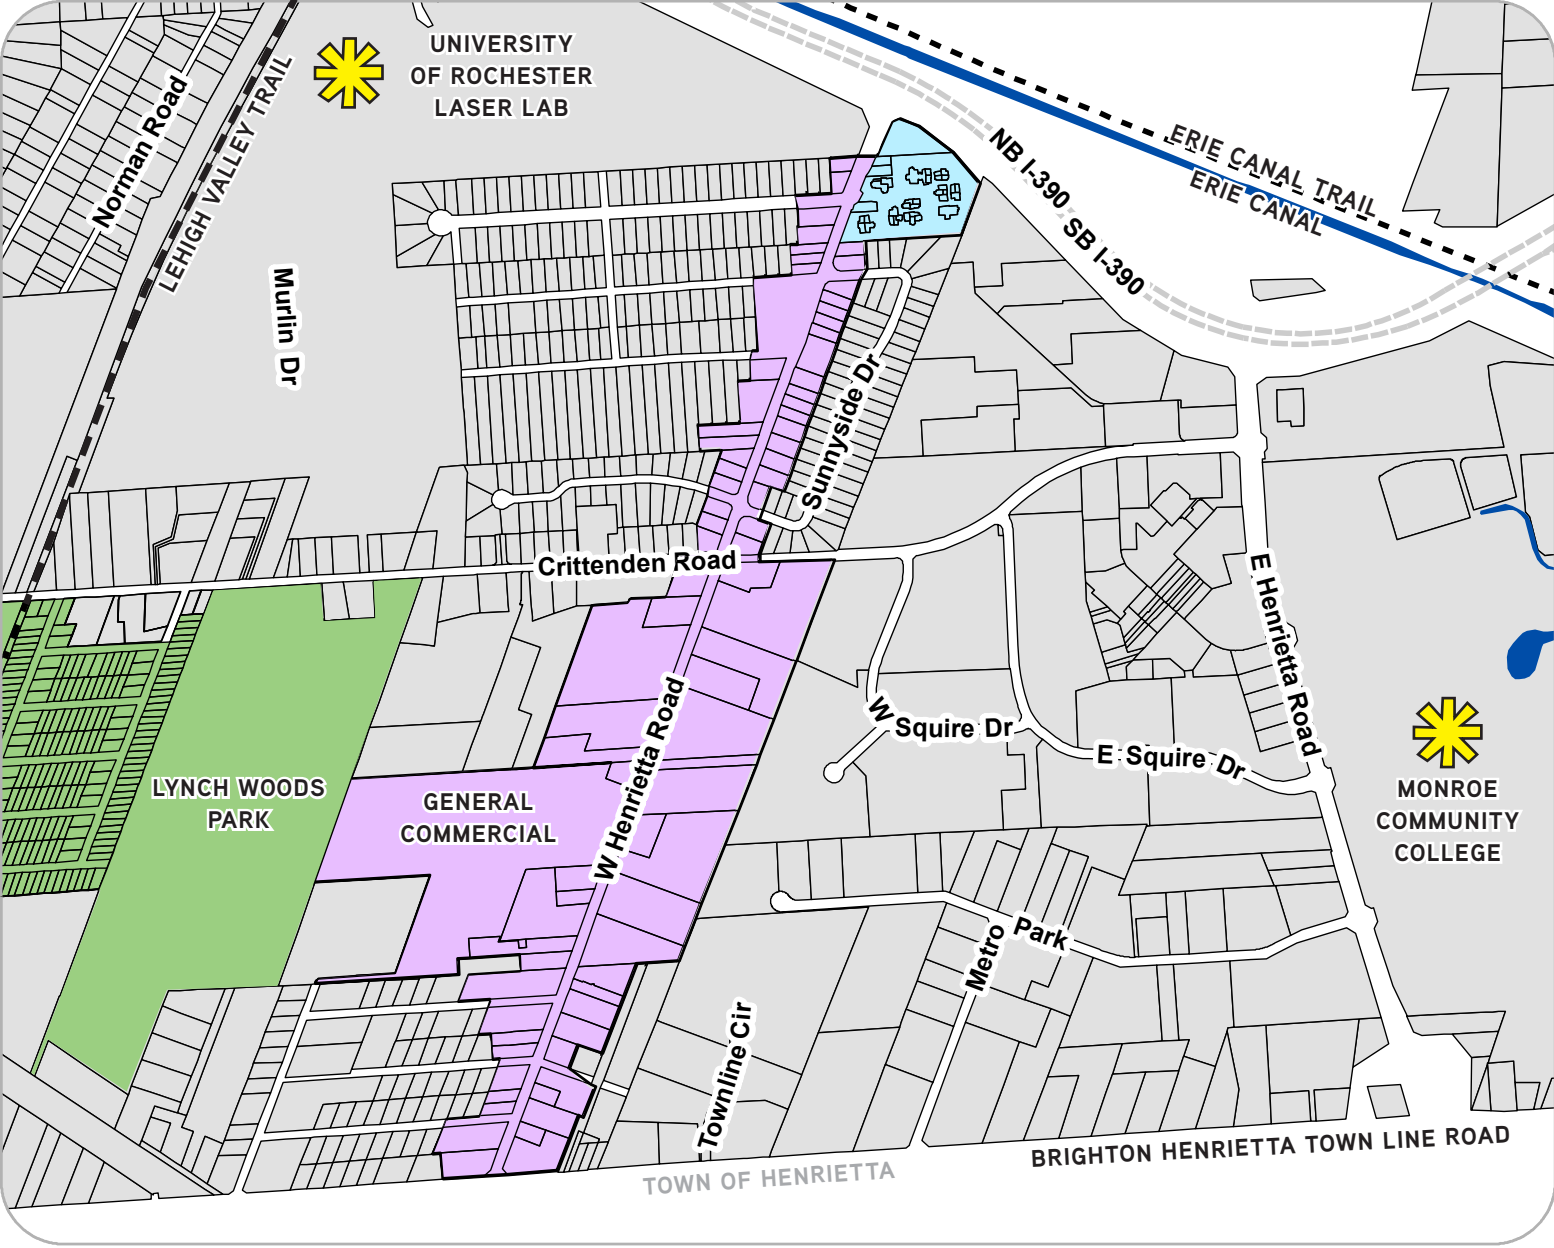 UNIVERSITY
OF ROCHESTER
LASER LAB
Norman Road
LEHIGH VALLEY TRAIL
NB I-390
SB I-390
ERIE CANAL TRAIL
ERIE CANAL
Murlin Dr
Sunnyside Dr
Crittenden Road
E Henrietta Road
W Henrietta Road
W Squire Dr
E Squire Dr
LYNCH WOODS
PARK
GENERAL
COMMERCIAL
MONROE
COMMUNITY
COLLEGE
Metro Park
Townline Cir
BRIGHTON HENRIETTA TOWN LINE ROAD
TOWN OF HENRIETTA